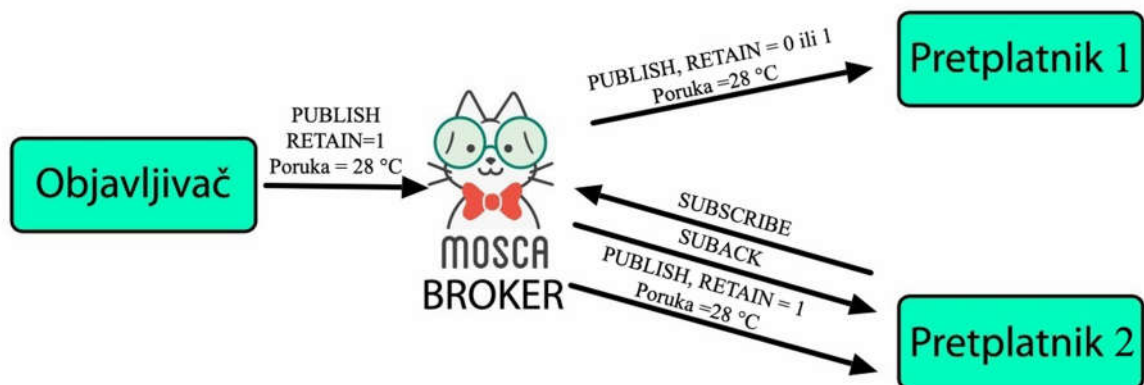 Objavljivač
PUBLISH
RETAIN=1
Poruka = 28 °C
MOSCA
BROKER
PUBLISH, RETAIN = 0 ili 1
Poruka =28 °C
Pretplatnik 1
SUBSCRIBE
SUBACK
PUBLISH, RETAIN = 1
Poruka =28 °C
Pretplatnik 2